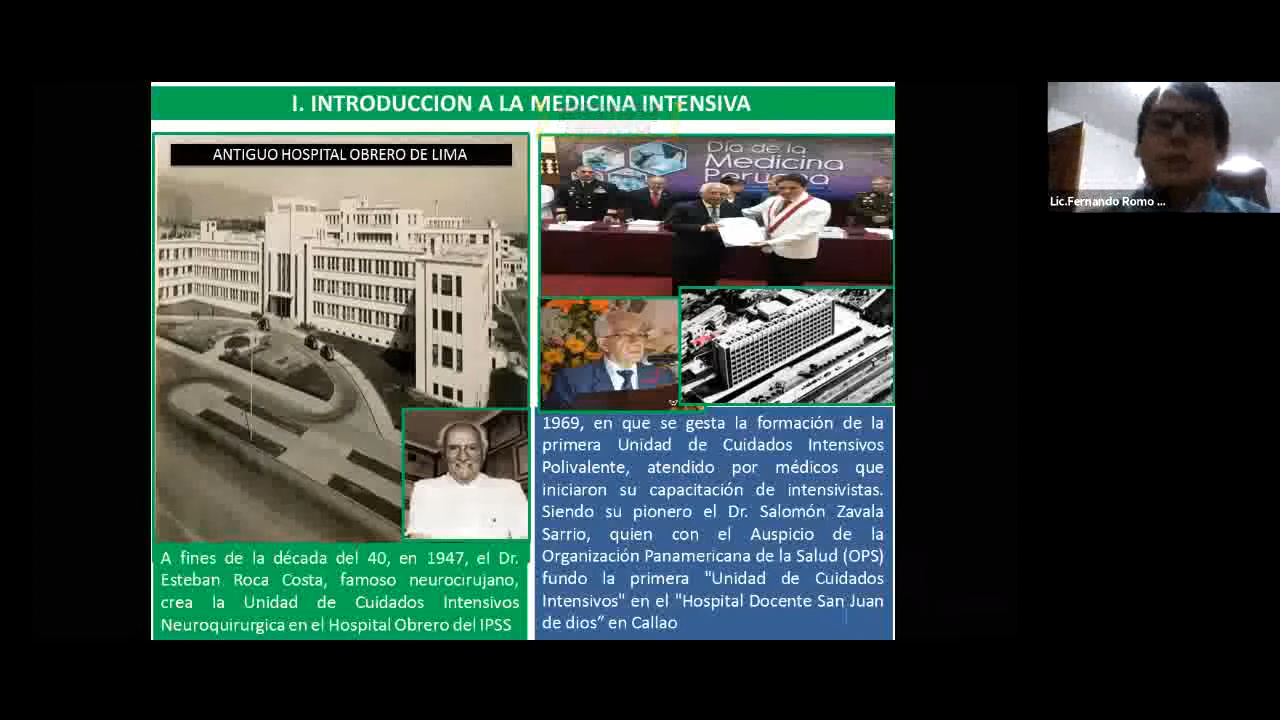 I. INTRODUCCION A LA MEDICINA INTENSIVA
ANTIGUO HOSPITAL OBRERO DE LIMA
A fines de la década del 40, en 1947, el Dr.
Esteban Roca Costa, famoso neurocirujano,
crea la Unidad de Cuidados Intensivos
Neuroquirurgica en el Hospital Obrero del IPSS
Día de la
Medicina
Peruana
1969, en que se gesta la formación de la
primera Unidad de Cuidados Intensivos
Polivalente, atendido por médicos que
iniciaron su capacitación de intensivistas.
Siendo su pionero el Dr. Salomón Zavala
Sarrio, quien con el Auspicio de la
Organización Panamericana de la Salud (OPS)
fundo la primera "Unidad de Cuidados
Intensivos" en el "Hospital Docente San Juan
de dios” en Callao
Lic.Fernando Romo ...